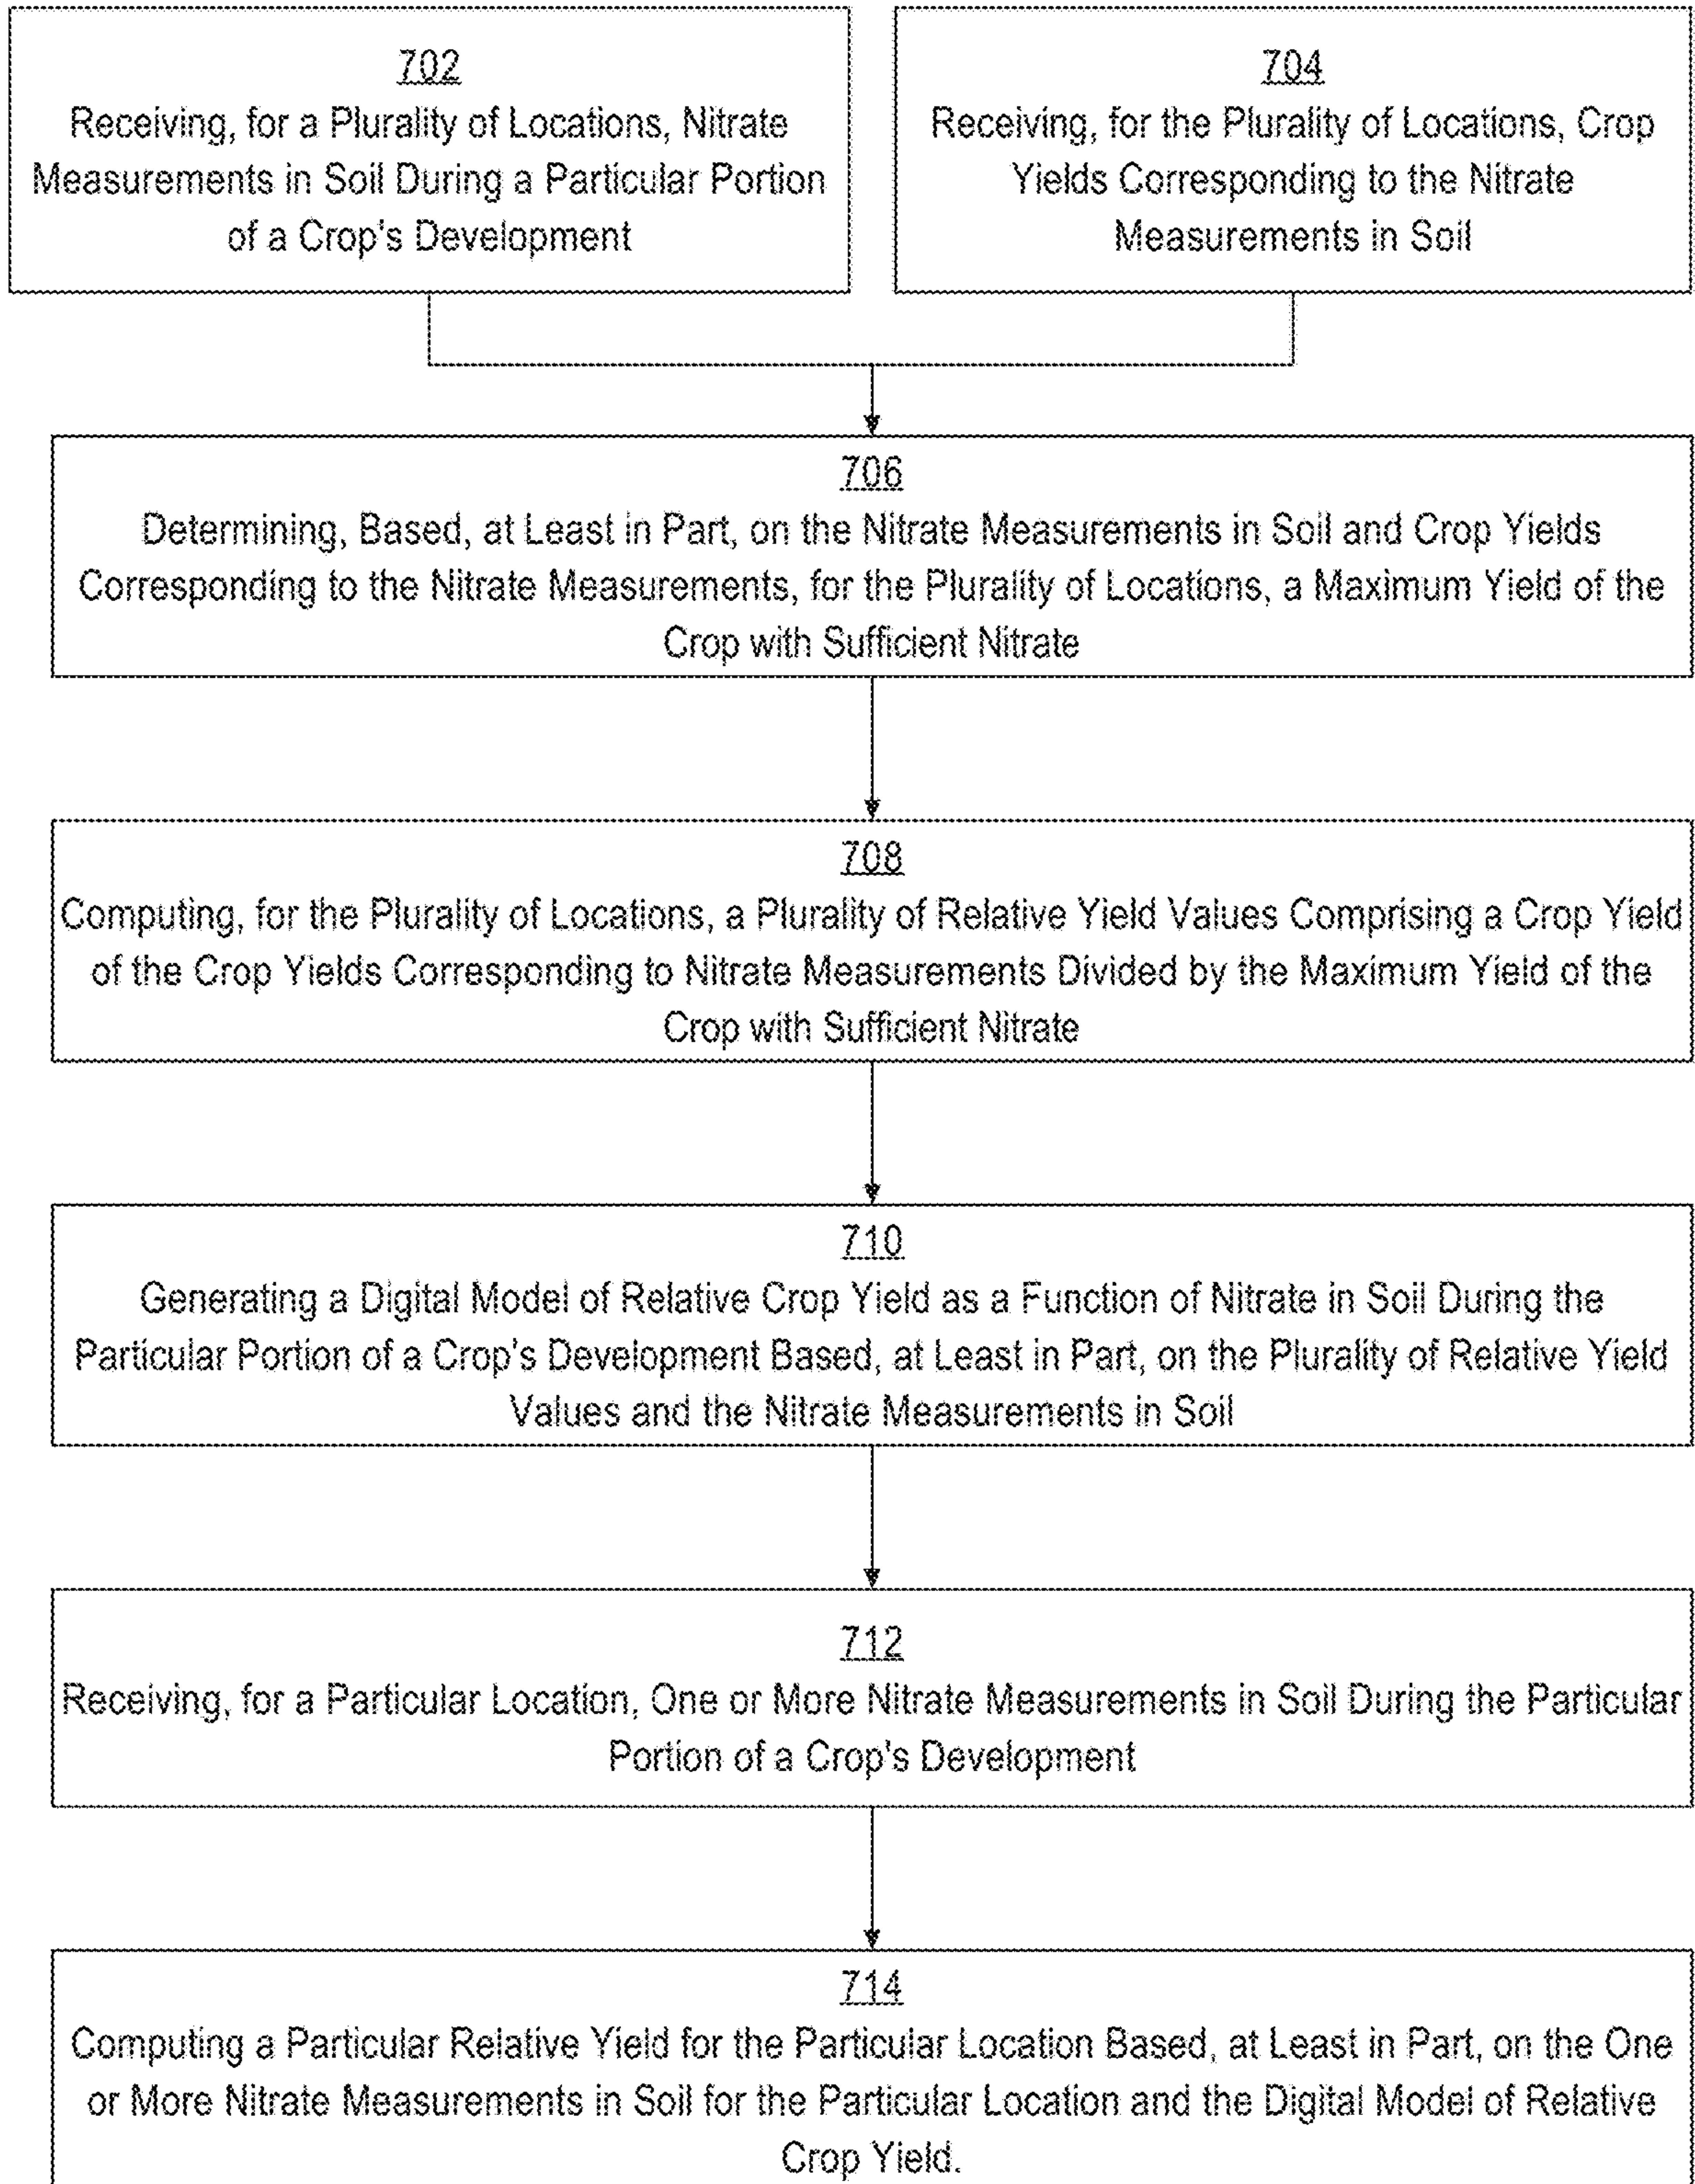 702
Receiving, for a Plurality of Locations, Nitrate
Measurements in Soil During a Particular Portion
of a Crop's Development
704
Receiving, for the Plurality of Locations, Crop
Yields Corresponding to the Nitrate
Measurements in Soil
706
Determining, Based, at Least in Part, on the Nitrate Measurements in Soil and Crop Yields
Corresponding to the Nitrate Measurements, for the Plurality of Locations, a Maximum Yield of the
Crop with Sufficient Nitrate
708
Computing, for the Plurality of Locations, a Plurality of Relative Yield Values Comprising a Crop Yield
of the Crop Yields Corresponding to Nitrate Measurements Divided by the Maximum Yield of the
Crop with Sufficient Nitrate
710
Generating a Digital Model of Relative Crop Yield as a Function of Nitrate in Soil During the
Particular Portion of a Crop's Development Based, at Least in Part, on the Plurality of Relative Yield
Values and the Nitrate Measurements in Soil
712
Receiving, for a Particular Location, One or More Nitrate Measurements in Soil During the Particular
Portion of a Crop's Development
714
Computing a Particular Relative Yield for the Particular Location Based, at Least in Part, on the One
or More Nitrate Measurements in Soil for the Particular Location and the Digital Model of Relative
Crop Yield.